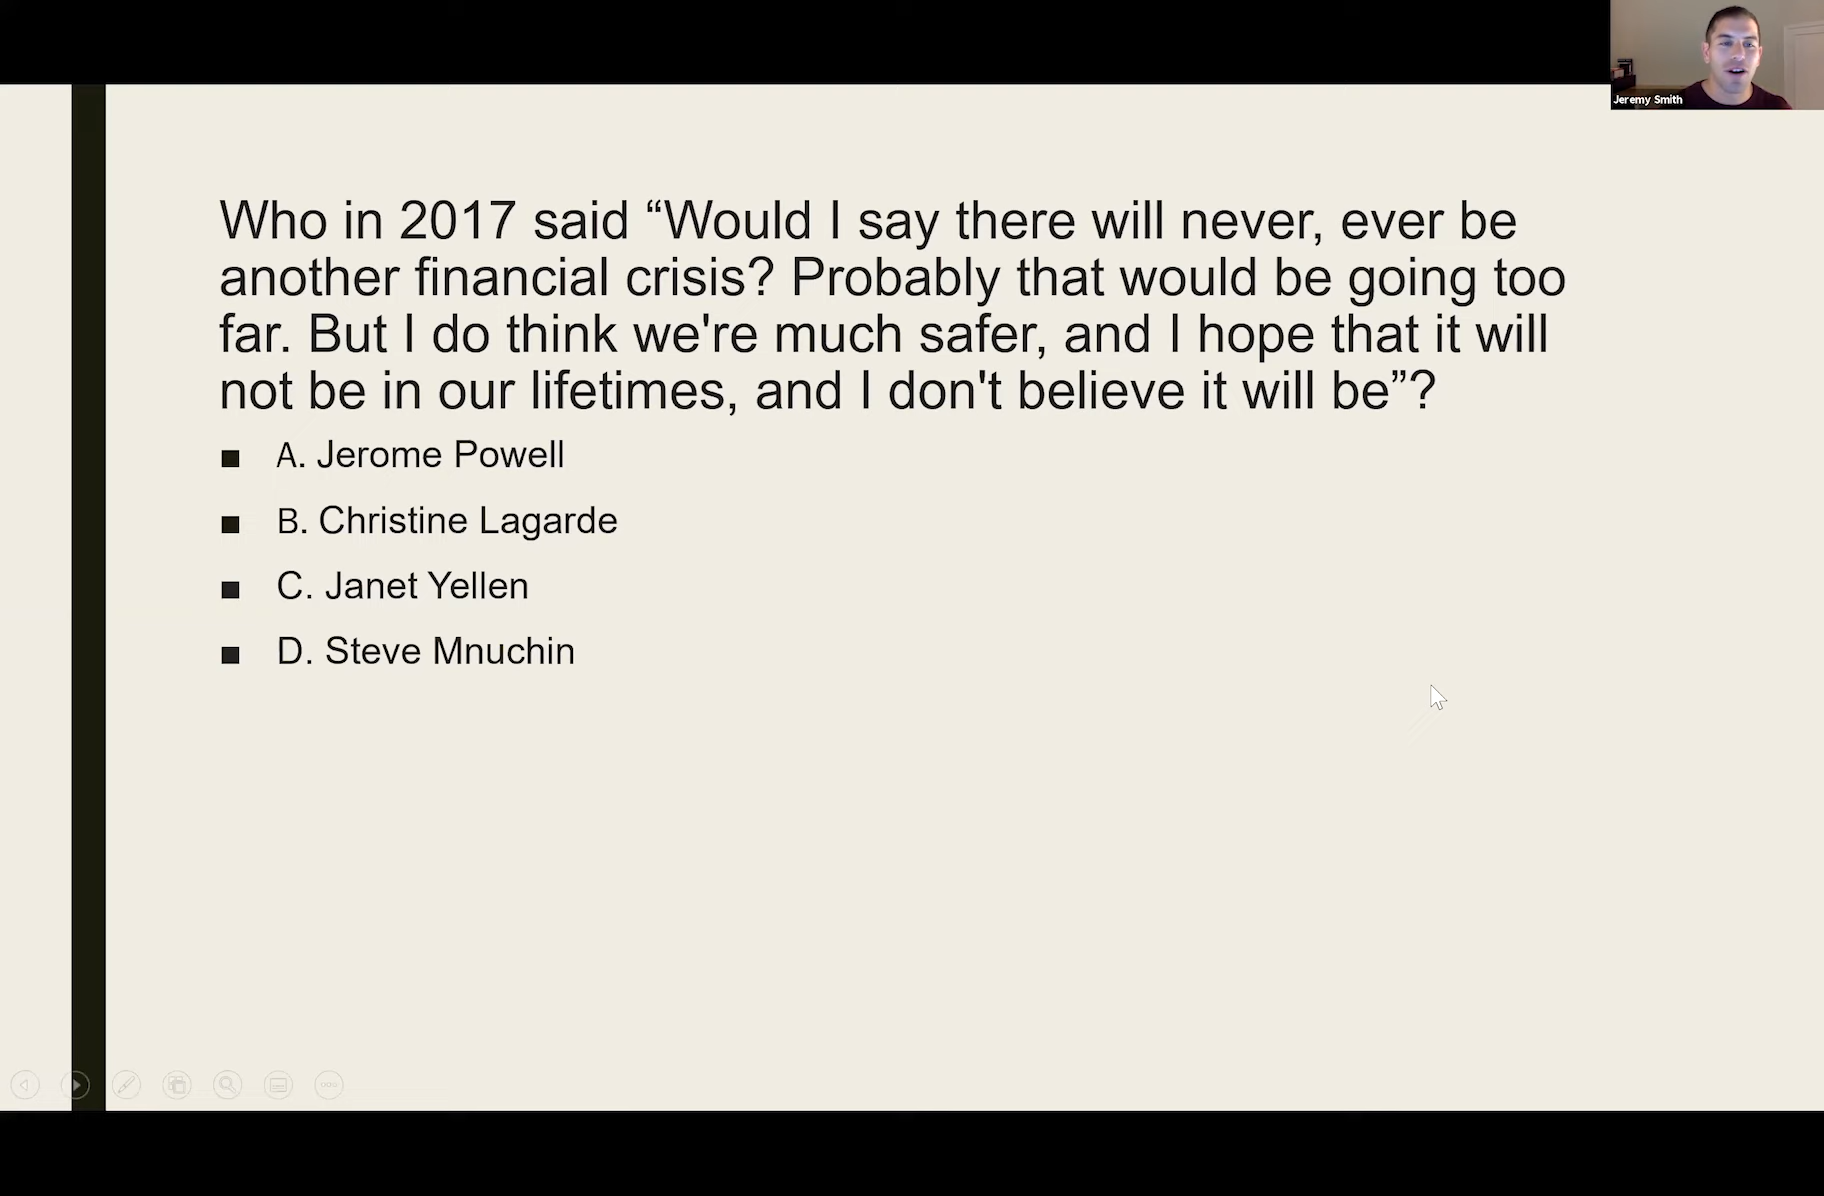 Jeremy Smith
Who in 2017 said “Would I say there will never, ever be
another financial crisis? Probably that would be going too
far. But I do think we're much safer, and I hope that it will
not be in our lifetimes, and I don't believe it will be”?
■ A. Jerome Powell
■ B. Christine Lagarde
■ C. Janet Yellen
■ D. Steve Mnuchin